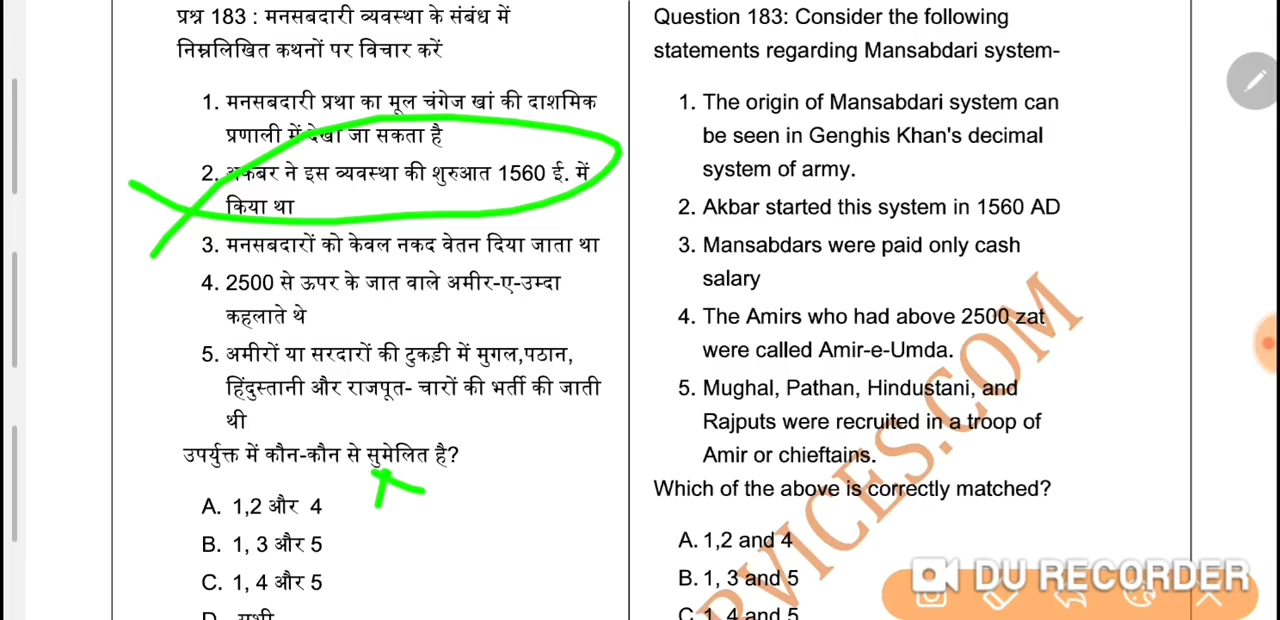 प्रश्न 183 : मनसबदारी व्यवस्था के संबंध में
निम्नलिखित कथनों पर विचार करें
1. मनसबदारी प्रथा का मूल चंगेज खां की दाशमिक
प्रणाली में देखा जा सकता है
2. अकबर ने इस व्यवस्था की शुरुआत 1560 ई. में
किया था
3. मनसबदारों को केवल नकद वेतन दिया जाता था
4. 2500 से ऊपर के जात वाले अमीर-ए-उम्दा
कहलाते थे
5. अमीरों या सरदारों की टुकड़ी में मुगल,पठान,
हिंदुस्तानी और राजपूत- चारों की भर्ती की जाती
थी
उपर्युक्त में कौन-कौन से सुमेलित है?
A. 1,2 और 4
B. 1, 3 और 5
C. 1, 4 और 5
D. सभी
Question 183: Consider the following
statements regarding Mansabdari system-
1. The origin of Mansabdari system can
be seen in Genghis Khan's decimal
system of army.
2. Akbar started this system in 1560 AD
3. Mansabdars were paid only cash
salary
4. The Amirs who had above 2500 zat
were called Amir-e-Umda.
5. Mughal, Pathan, Hindustani, and
Rajputs were recruited in a troop of
Amir or chieftains.
Which of the above is correctly matched?
A. 1,2 and 4
B. 1, 3 and 5
C. 1, 4 and 5
VICES.COM
DU RECORDER